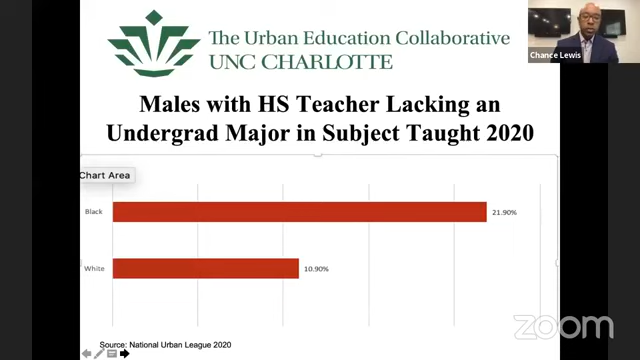 The Urban Education Collaborative
UNC CHARLOTTE
Chance Lewis
Males with HS Teacher Lacking an
Undergrad Major in Subject Taught 2020
Chart Area
Black
21.90%
White
10.90%
Source: National Urban League 2020
zoom